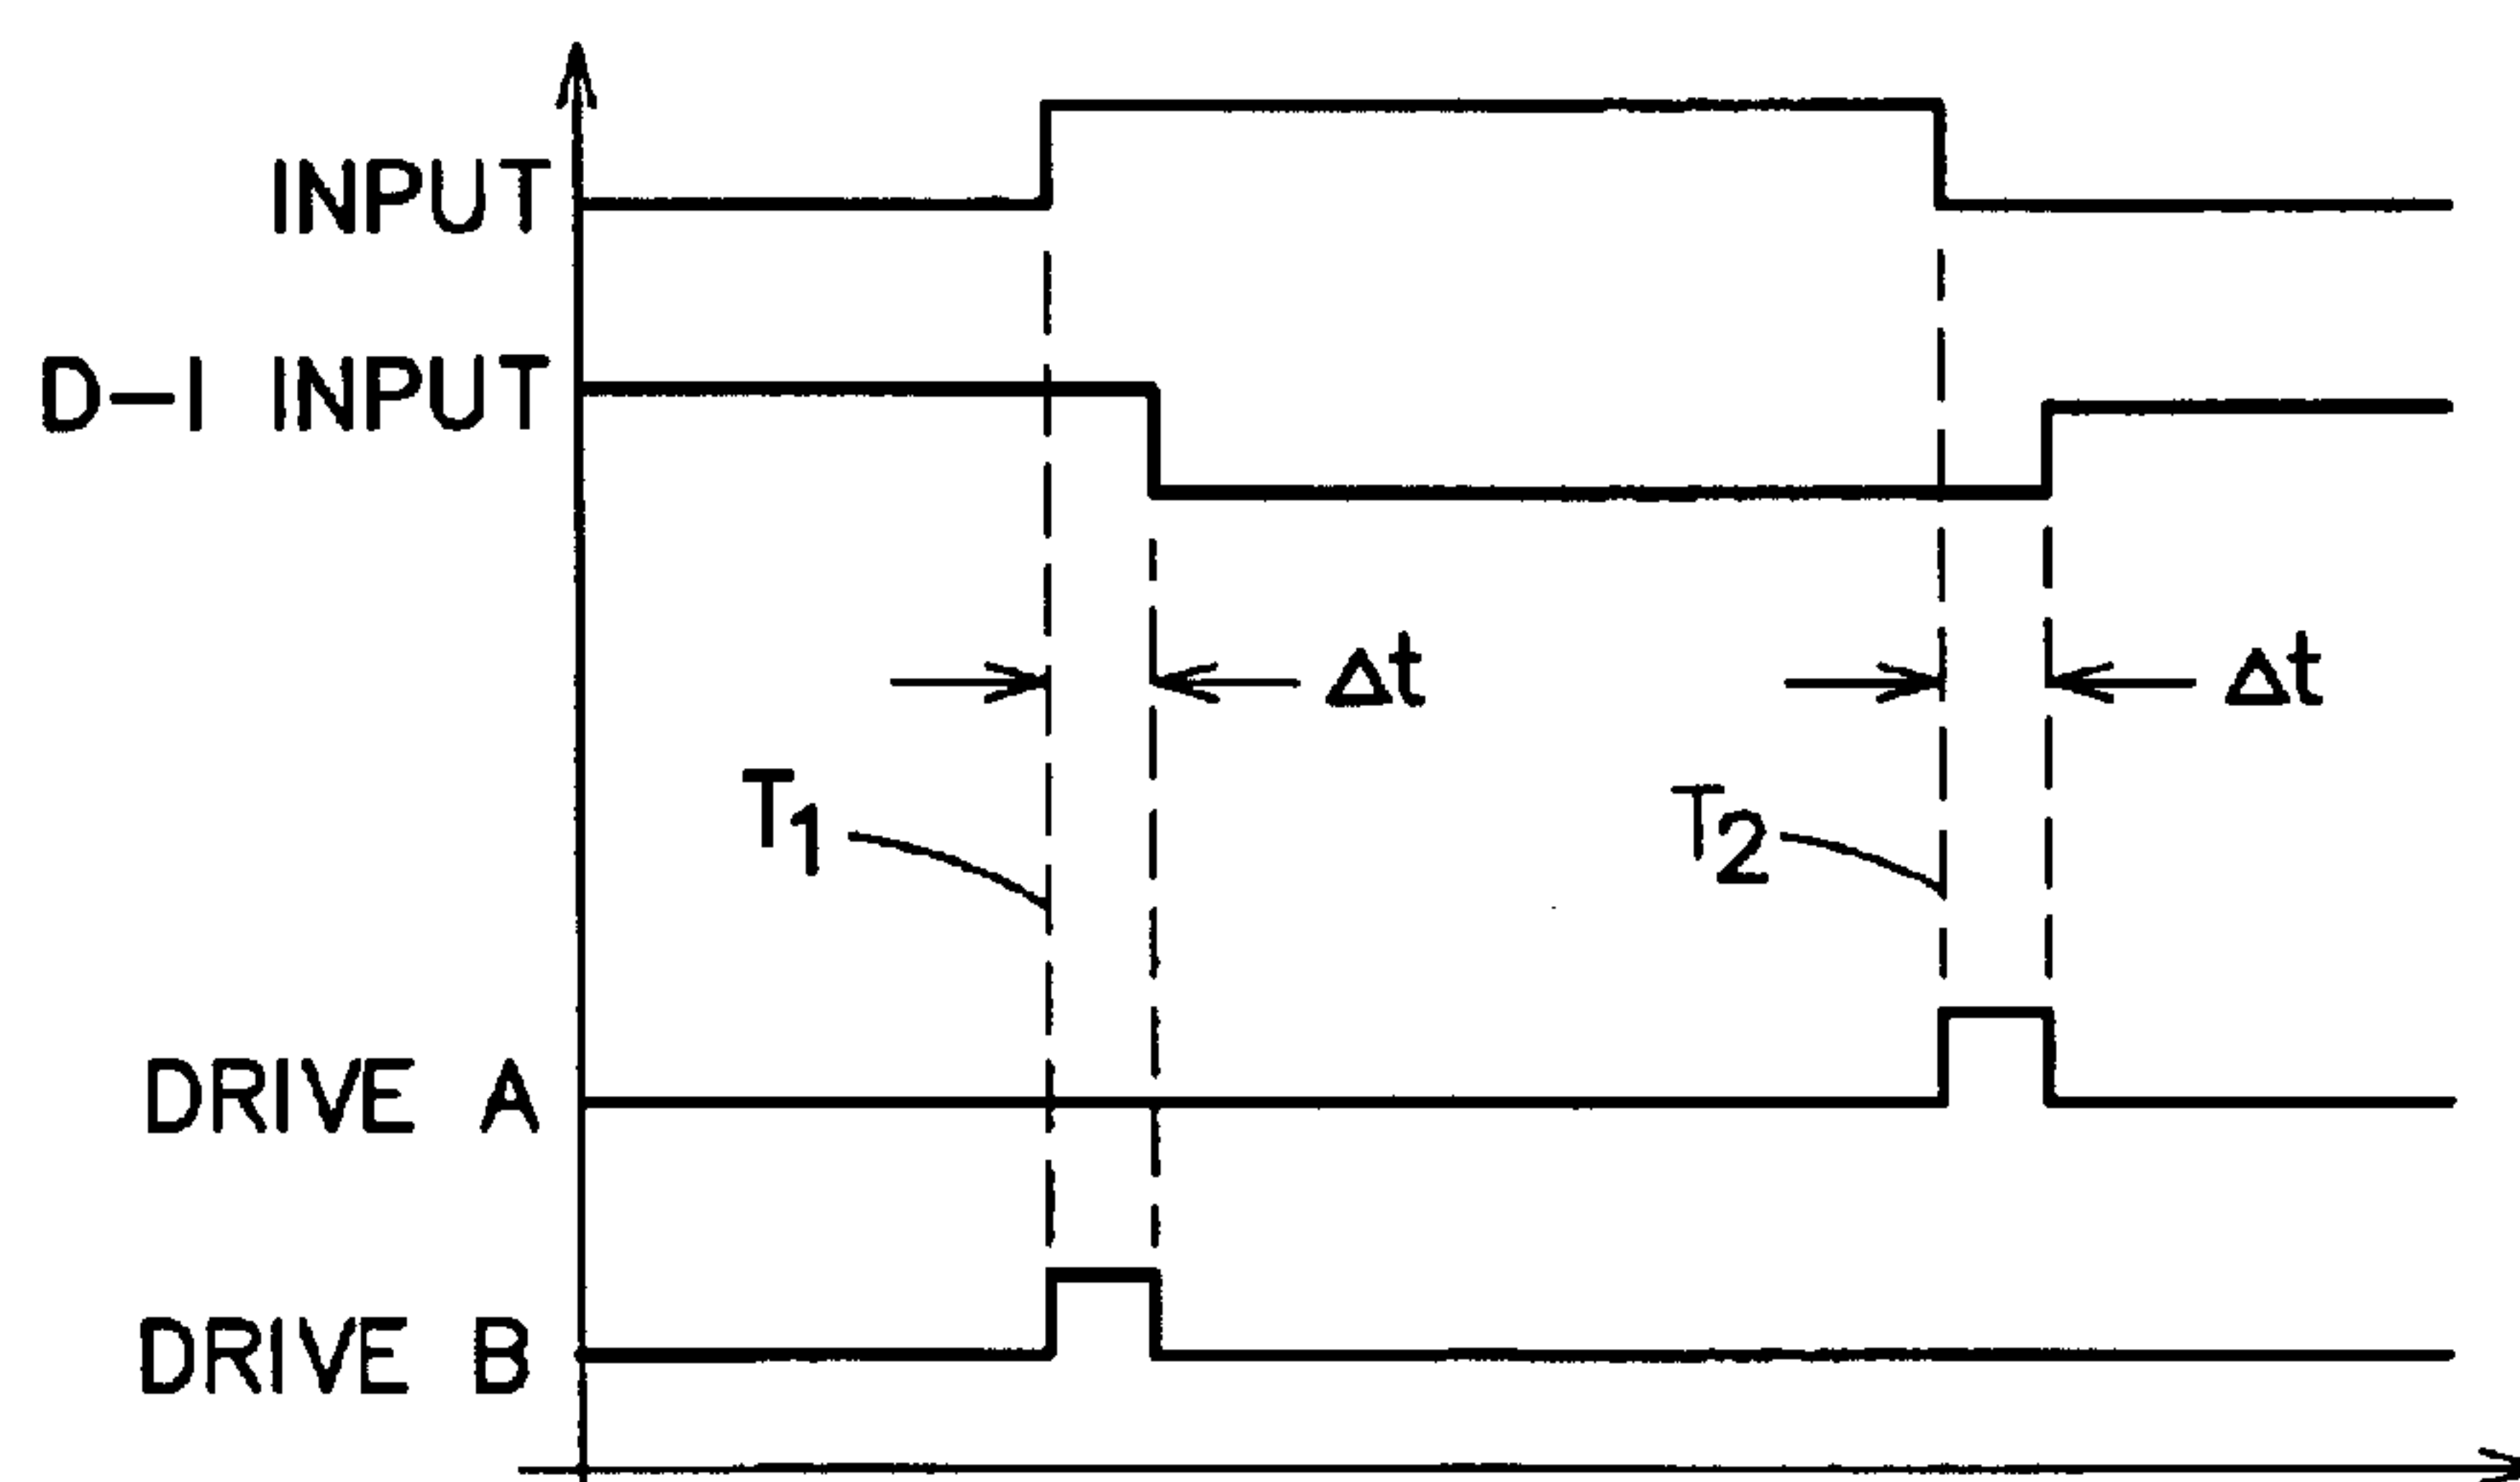 INPUT
D-I INPUT
Δt
Δt
T1
T2
DRIVE A
DRIVE B